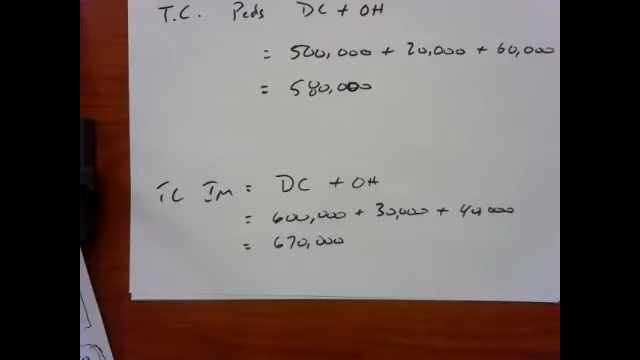 T.C. Peds DC + OH
= 500,000 + 20,000 + 60,000
= 580,000
TC IM = DC + OH
= 600,000 + 30,000 + 40,000
= 670,000